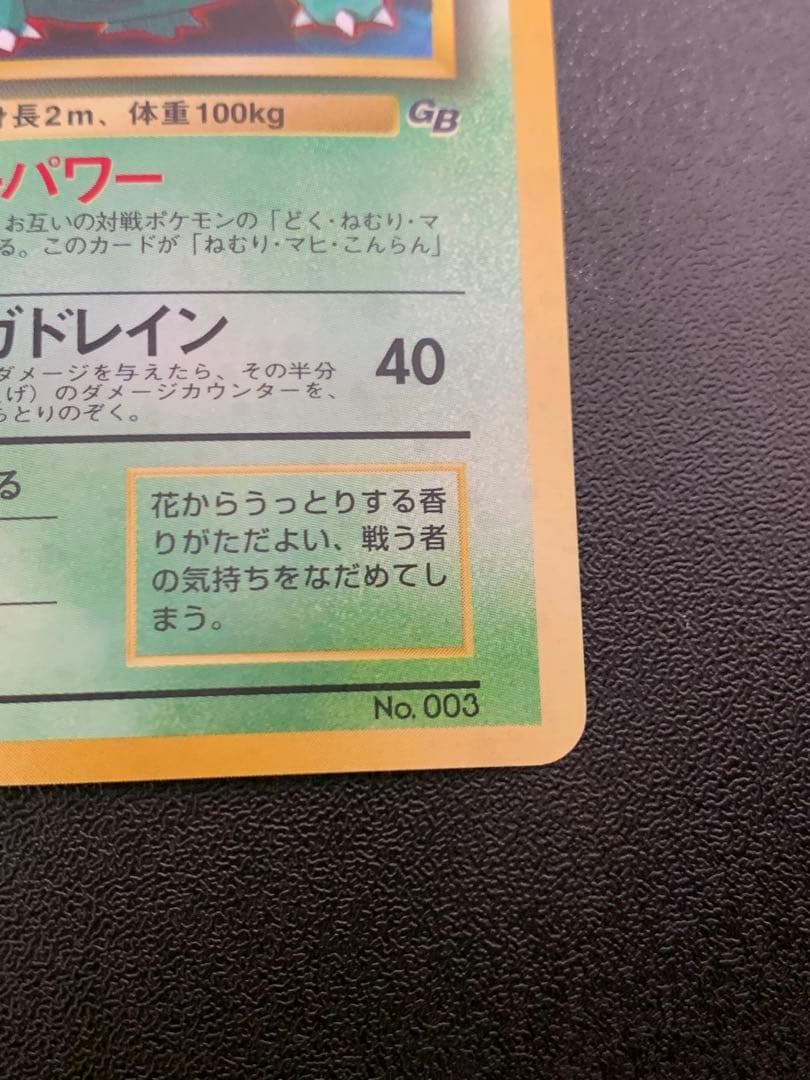 長2m、体重100kg
GB
パワー
お互いの対戦ポケモンの「どく・ねむり・マ
る。このカードが「ねむり・マヒ・こんらん」
ガドレイン
40
ダメージを与えたら、その半分
げ）のダメージカウンターを、
とりのぞく。
る
花からうっとりする香
りがただよい、戦う者
の気持ちをなだめてし
まう。
No. 003